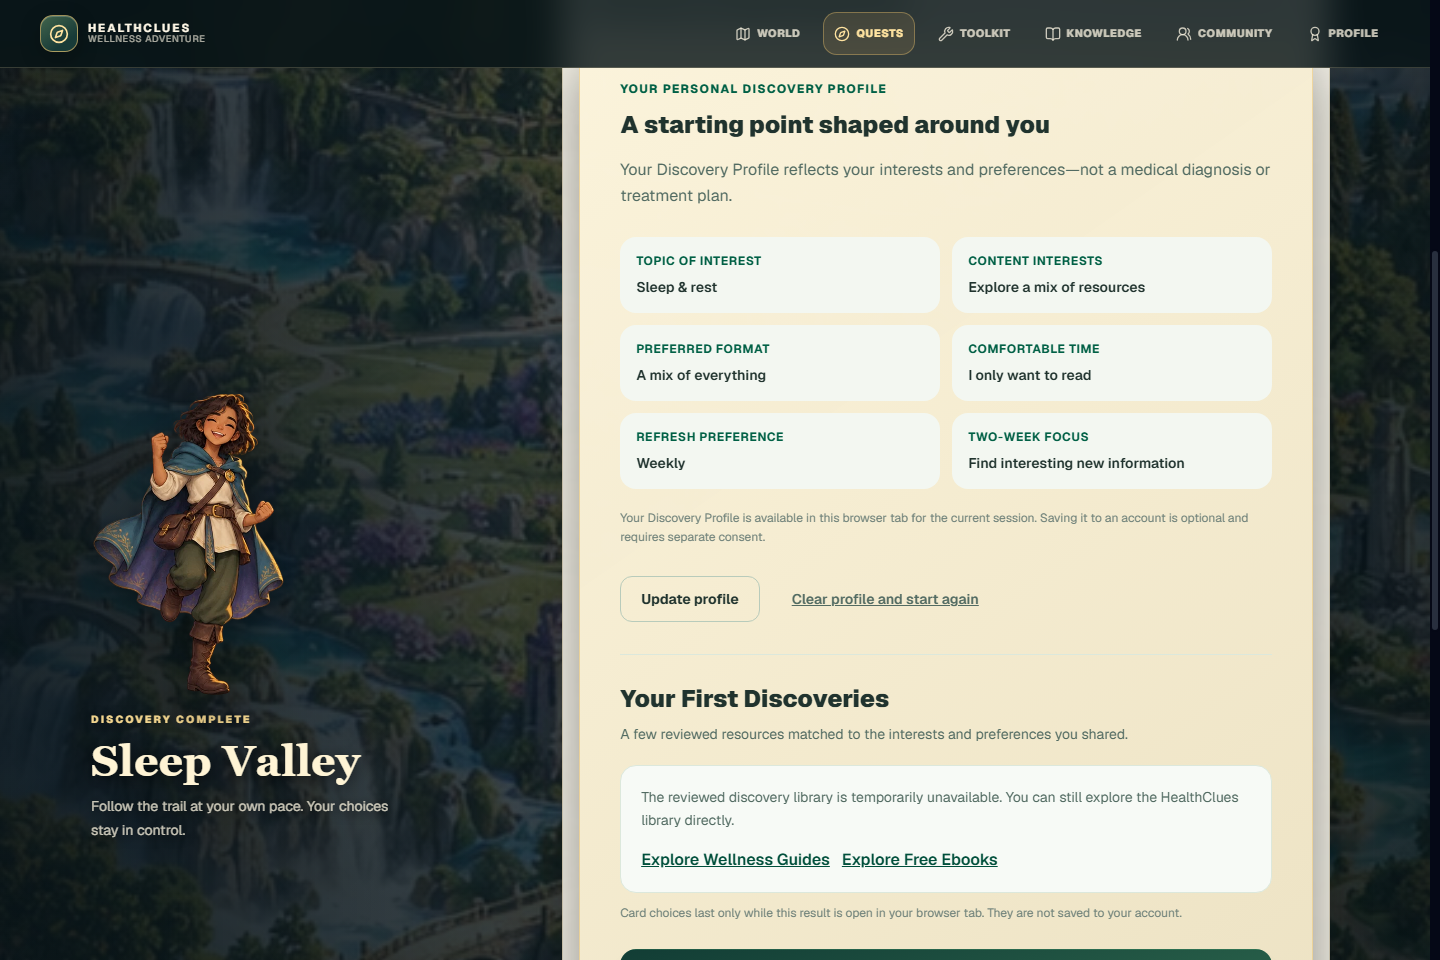 HEALTHCLUES
WELLNESS ADVENTURE
WORLD
QUESTS
TOOLKIT
KNOWLEDGE
COMMUNITY
PROFILE
YOUR PERSONAL DISCOVERY PROFILE
A starting point shaped around you
Your Discovery Profile reflects your interests and preferences—not a medical diagnosis or
treatment plan.
TOPIC OF INTEREST
Sleep & rest
CONTENT INTERESTS
Explore a mix of resources
PREFERRED FORMAT
A mix of everything
COMFORTABLE TIME
I only want to read
REFRESH PREFERENCE
Weekly
TWO-WEEK FOCUS
Find interesting new information
Your Discovery Profile is available in this browser tab for the current session. Saving it to an account is optional and
requires separate consent.
Update profile
Clear profile and start again
DISCOVERY COMPLETE
Sleep Valley
Follow the trail at your own pace. Your choices
stay in control.
Your First Discoveries
A few reviewed resources matched to the interests and preferences you shared.
The reviewed discovery library is temporarily unavailable. You can still explore the HealthClues
library directly.
Explore Wellness Guides
Explore Free Ebooks
Card choices last only while this result is open in your browser tab. They are not saved to your account.